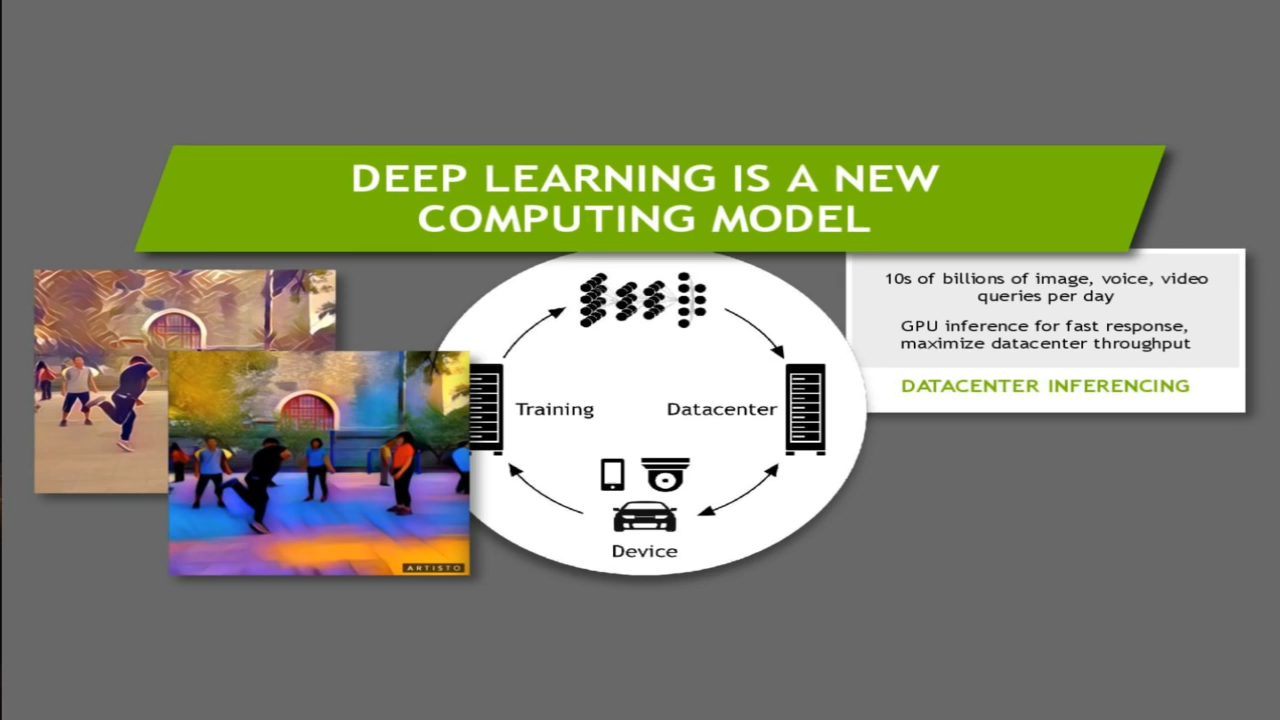 DEEP LEARNING IS A NEW
COMPUTING MODEL
10s of billions of image, voice, video
queries per day
GPU inference for fast response,
maximize datacenter throughput
DATACENTER INFERENCING
Training
Datacenter
Device
ARTISTO